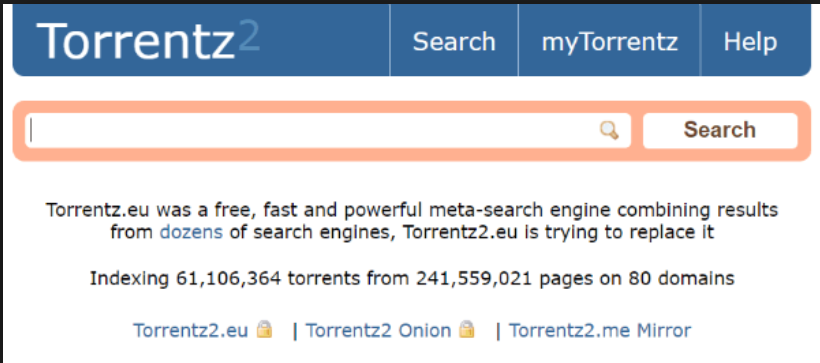 Torrentz2 Search myTorrentz Help
Search
Torrentz.eu was a free, fast and powerful meta-search engine combining results
from dozens of search engines, Torrentz2.eu is trying to replace it
Indexing 61,106,364 torrents from 241,559,021 pages on 80 domains
Torrentz2.eu | Torrentz2 Onion | Torrentz2.me Mirror